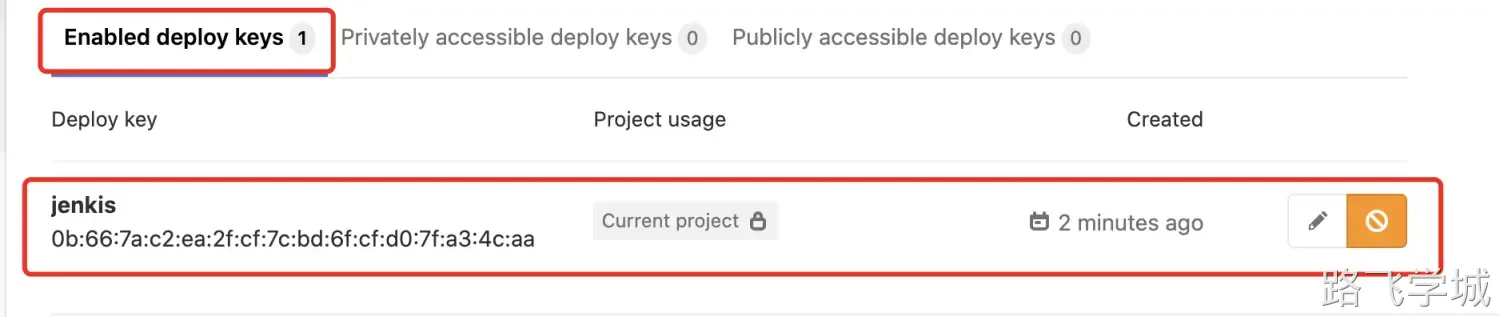 Enabled deploy keys 1 Privately accessible deploy keys 0 Publicly accessible deploy keys 0
Deploy key Project usage Created
jenkis
0b:66:7a:c2:ea:2f:cf:7c:bd:6f:cf:d0:7f:a3:4c:aa Current project 2 minutes ago
路飞学城